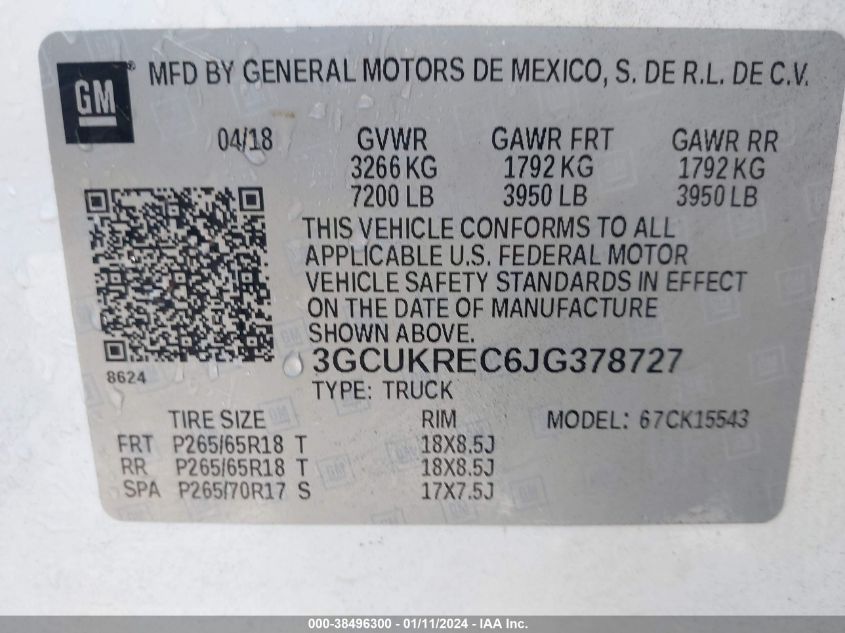 GM® MFD BY GENERAL MOTORS DE MEXICO, S. DE R.L. DE C.V.
04/18 GVWR GAWR FRT GAWR RR
3266 KG 1792 KG 1792 KG
7200 LB 3950 LB 3950 LB
THIS VEHICLE CONFORMS TO ALL
APPLICABLE U.S. FEDERAL MOTOR
VEHICLE SAFETY STANDARDS IN EFFECT
ON THE DATE OF MANUFACTURE
SHOWN ABOVE.
3GCUKREC6JG378727
8624
TYPE: TRUCK
TIRE SIZE RIM MODEL: 67CK15543
FRT P265/65R18 T 18X8.5J
RR P265/65R18 T 18X8.5J
SPA P265/70R17 S 17X7.5J
000-38496300 - 01/11/2024 - IAA Inc.